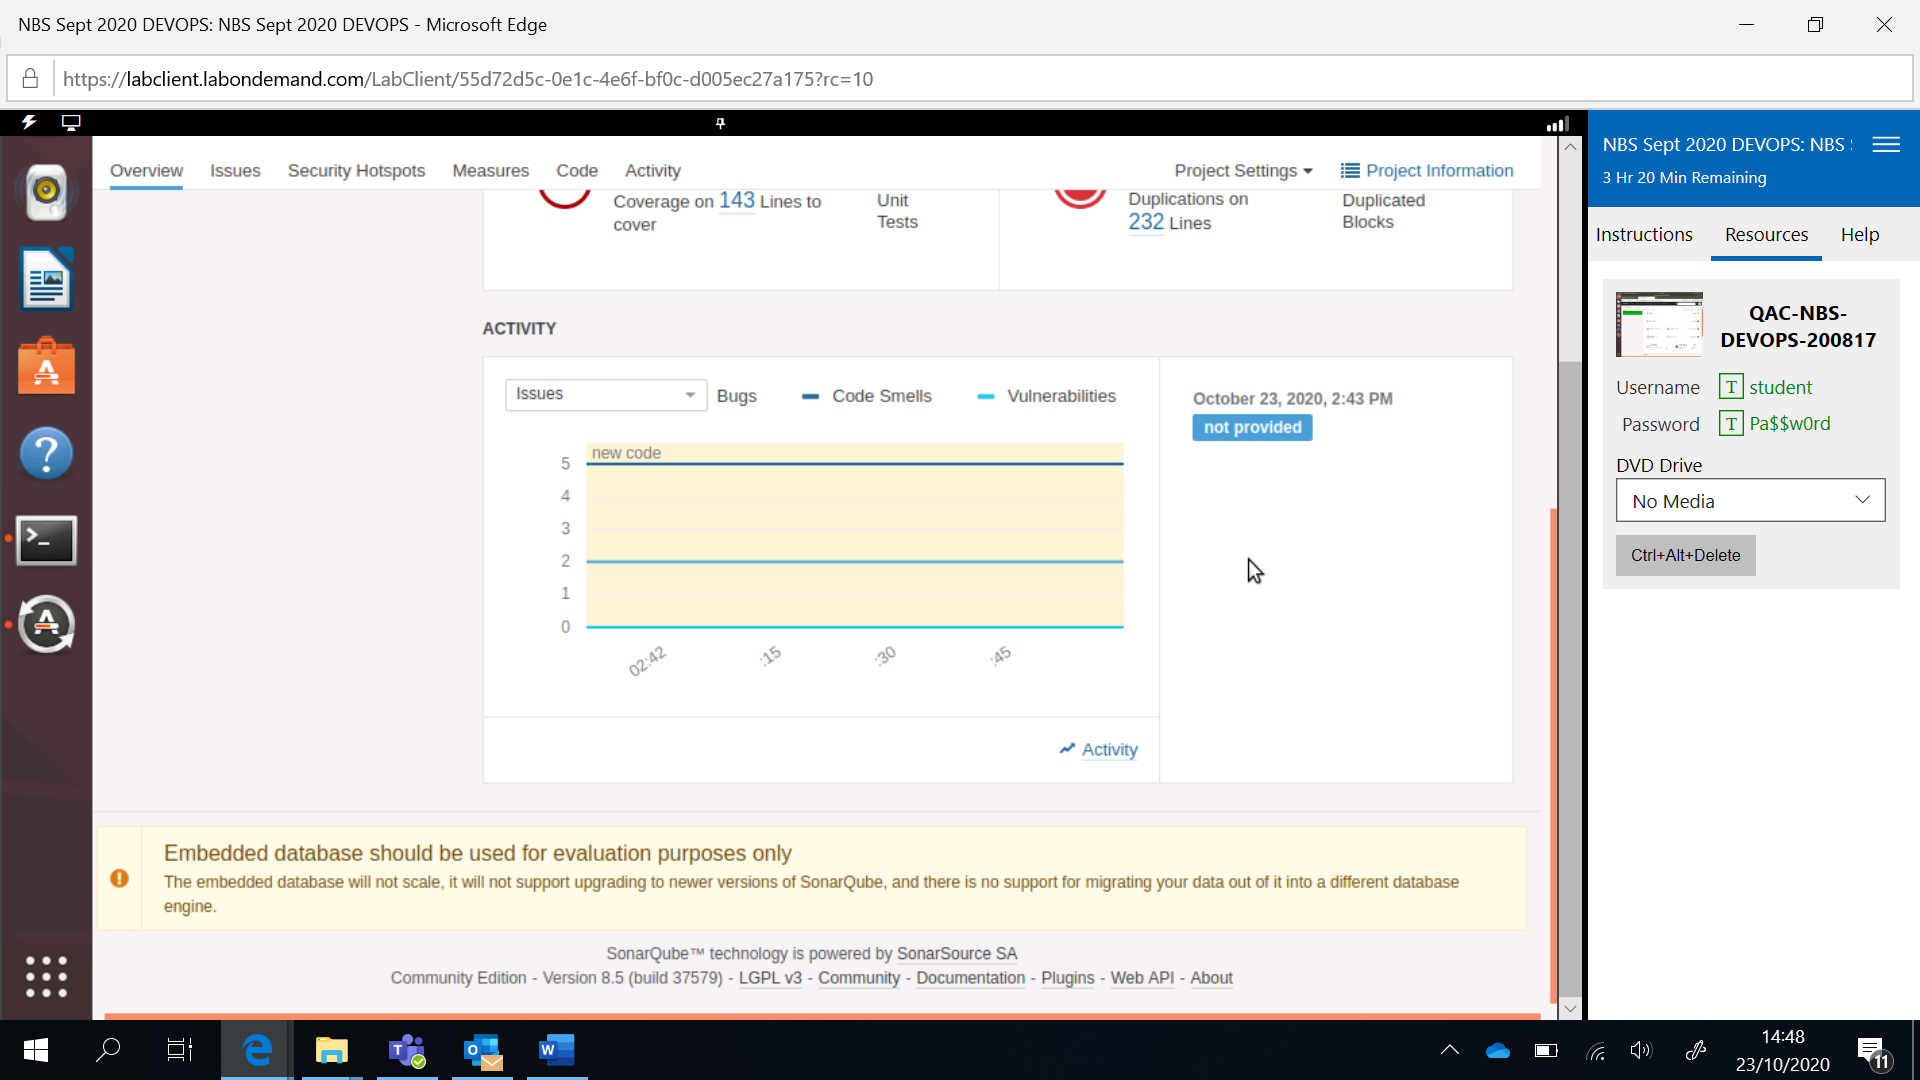 NBS Sept 2020 DEVOPS: NBS Sept 2020 DEVOPS - Microsoft Edge
https://labclient.labondemand.com/LabClient/55d72d5c-0e1c-4e6f-bf0c-d005ec27a175?rc=10
Overview Issues Security Hotspots Measures Code Activity Project Settings Project Information
Coverage on 143 Lines to
cover
Unit
Tests
Duplications on
232 Lines
Duplicated
Blocks
ACTIVITY
Issues
Bugs Code Smells Vulnerabilities
new code
5
4
3
2
1
0
02:42 :15 :30 :45
Activity
October 23, 2020, 2:43 PM
not provided
Embedded database should be used for evaluation purposes only
The embedded database will not scale, it will not support upgrading to newer versions of SonarQube, and there is no support for migrating your data out of it into a different database
engine.
SonarQube™ technology is powered by SonarSource SA
Community Edition - Version 8.5 (build 37579) - LGPL v3 - Community - Documentation - Plugins - Web API - About
NBS Sept 2020 DEVOPS: NBS
3 Hr 20 Min Remaining
Instructions Resources Help
QAC-NBS-
DEVOPS-200817
Username T student
Password T Pa$$w0rd
DVD Drive
No Media
Ctrl+Alt+Delete
14:48
23/10/2020
11